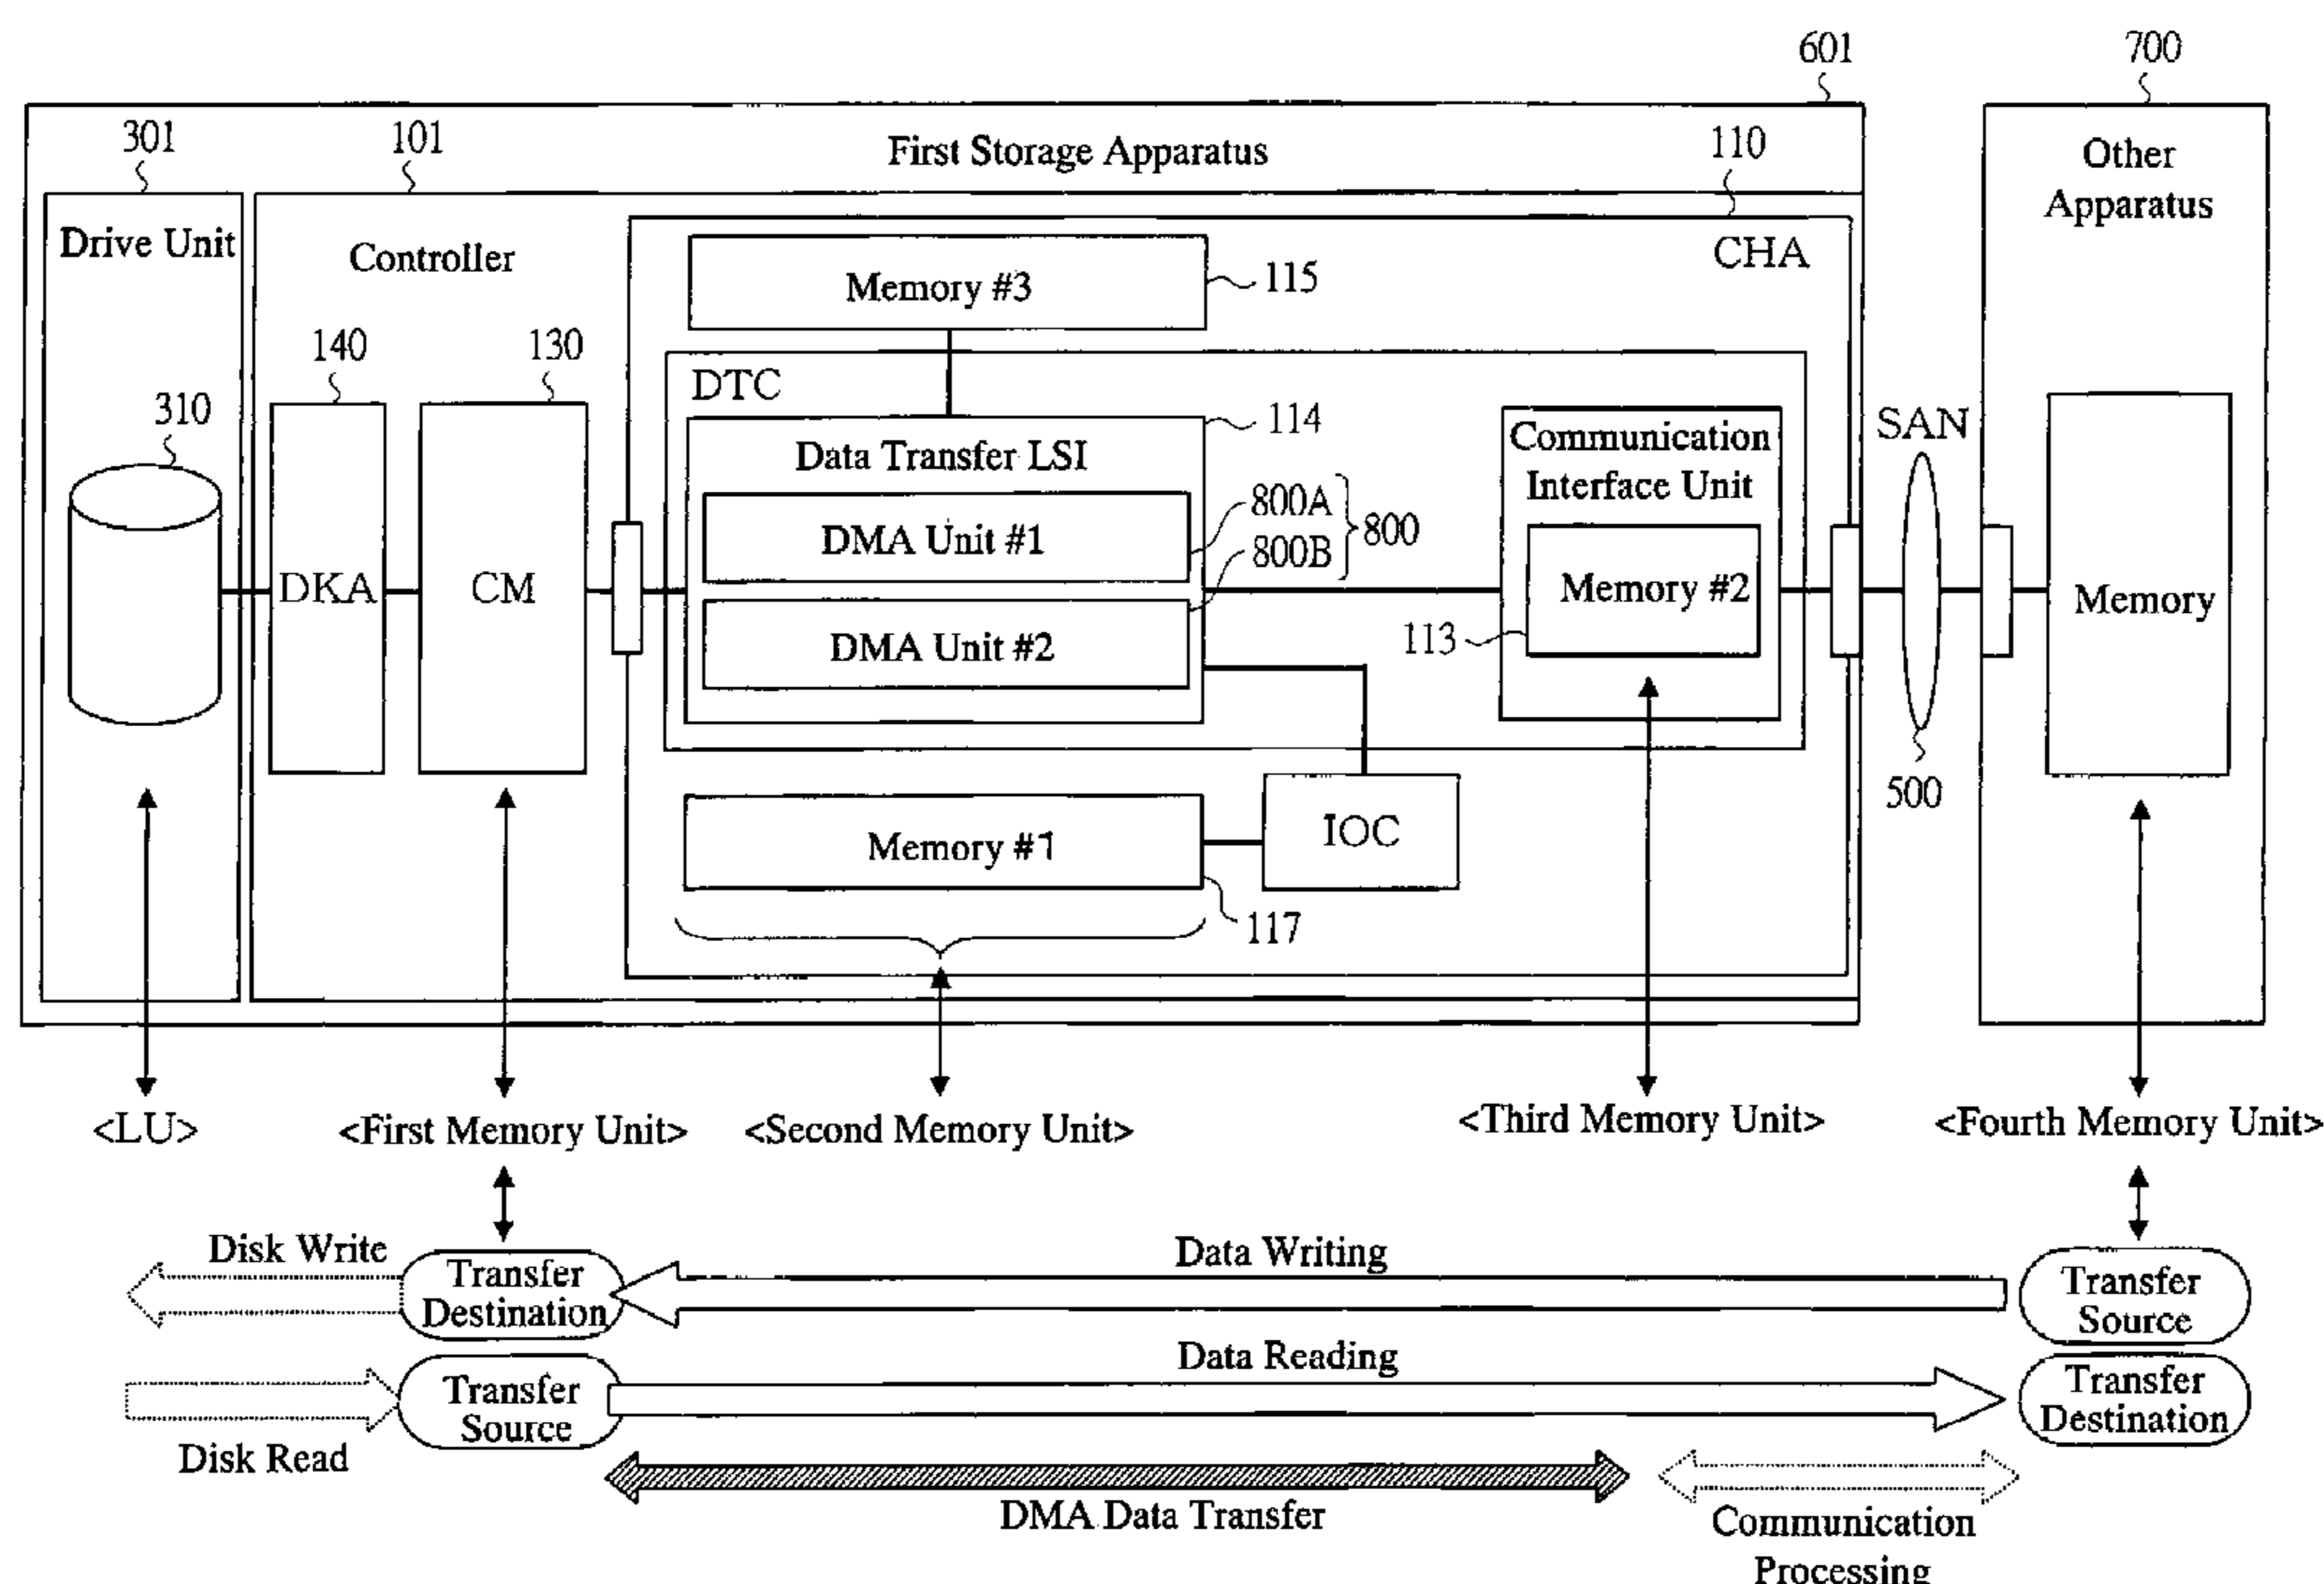 601
700
301
101
First Storage Apparatus
110
Other
Apparatus
Drive Unit
Controller
CHA
Memory #3
115
140
130
DTC
310
114
SAN
Data Transfer LSI
Communication
Interface Unit
800A
800
DMA Unit #1
800B
DKA
CM
Memory #2
Memory
DMA Unit #2
113
500
IOC
Memory #1
117
<LU>
<First Memory Unit>
<Second Memory Unit>
<Third Memory Unit>
<Fourth Memory Unit>
Disk Write
Transfer
Destination
Data Writing
Transfer
Source
Data Reading
Transfer
Source
Transfer
Destination
Disk Read
DMA Data Transfer
Communication
Processing